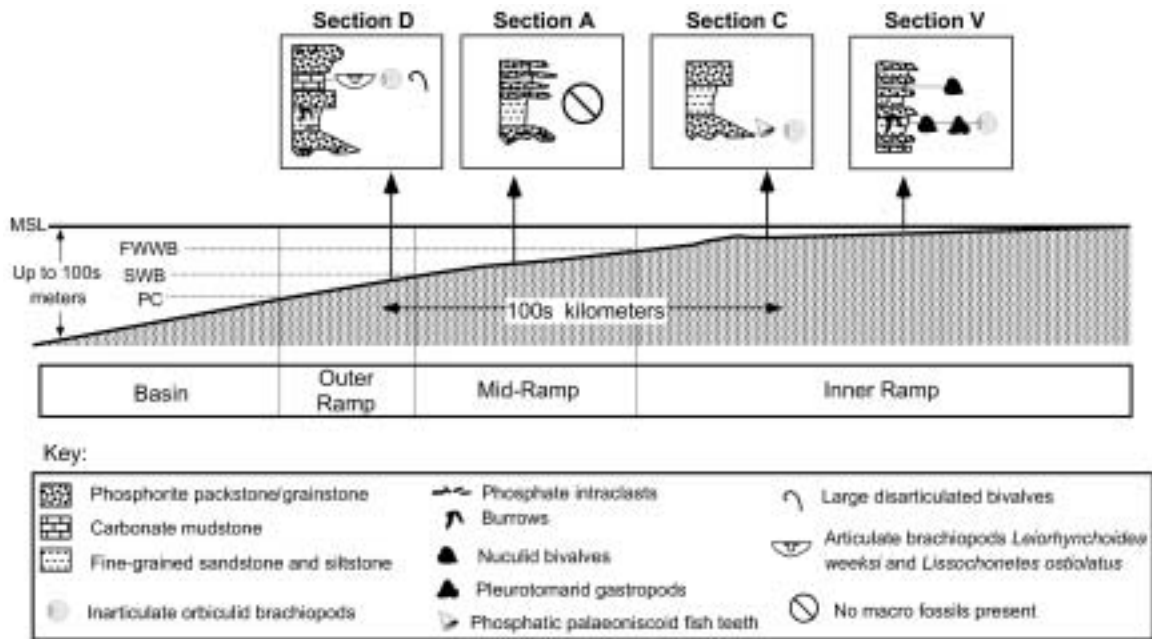 Section D Section A Section C Section V
MSL
FWWB
Up to 100s
meters
SWB
PC
100s kilometers
Basin
Outer
Ramp
Mid-Ramp
Inner Ramp
Key:
Phosphorite packstone/grainstone
Carbonate mudstone
Fine-grained sandstone and siltstone
Inarticulate orbiculid brachiopods
Phosphate intraclasts
Burrows
Nuculid bivalves
Pleurotomarid gastropods
Phosphatic palaeoniscoid fish teeth
Large disarticulated bivalves
Articulate brachiopods Leiorhynchoidea
weeksi and Lissochonetes ostiolatus
No macro fossils present